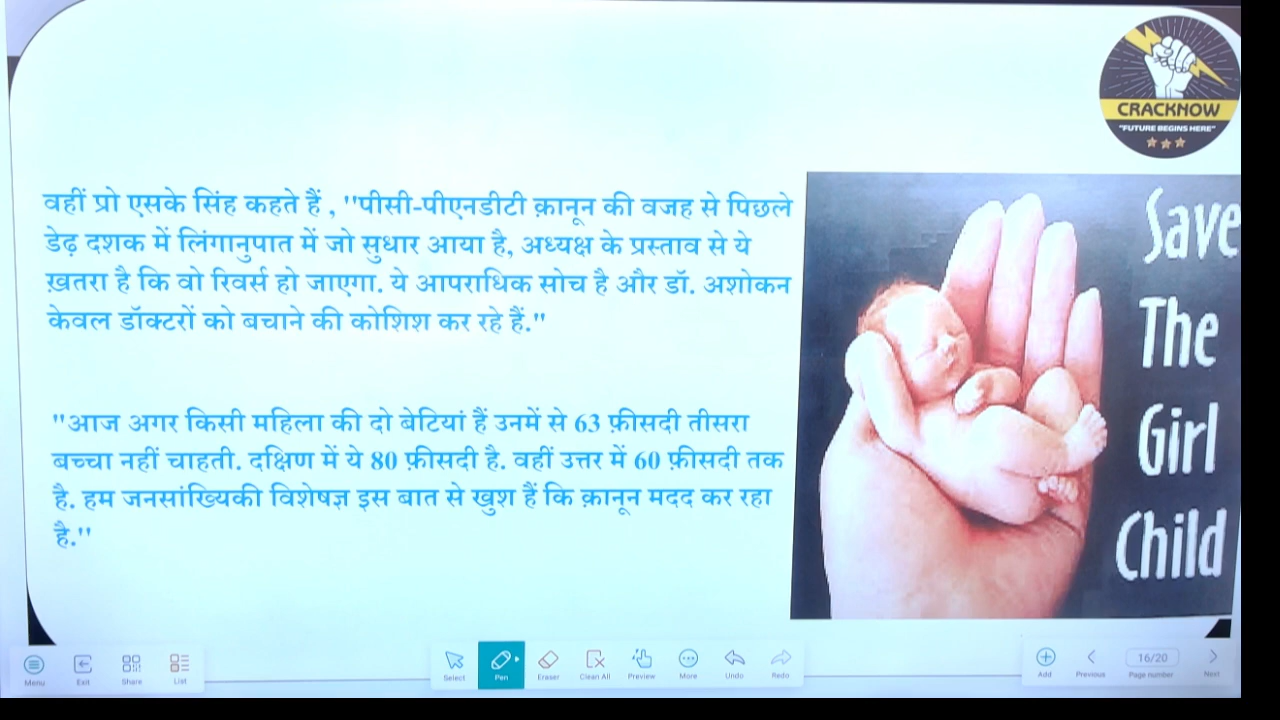 CRACKNOW
"FUTURE BEGINS HERE"
वहीं प्रो एसके सिंह कहते हैं , "पीसी-पीएनडीटी क़ानून की वजह से पिछले
डेढ़ दशक में लिंगानुपात में जो सुधार आया है, अध्यक्ष के प्रस्ताव से ये
ख़तरा है कि वो रिवर्स हो जाएगा. ये आपराधिक सोच है और डॉ. अशोकन
केवल डॉक्टरों को बचाने की कोशिश कर रहे हैं."
"आज अगर किसी महिला की दो बेटियां हैं उनमें से 63 फ़ीसदी तीसरा
बच्चा नहीं चाहती. दक्षिण में ये 80 फ़ीसदी है. वहीं उत्तर में 60 फ़ीसदी तक
है. हम जनसांख्यिकी विशेषज्ञ इस बात से खुश हैं कि क़ानून मदद कर रहा
है."
Save
The
Girl
Child
Menu Exit Share List Select Pen Eraser Clean All Preview More Undo Redo Add Previous 16/20 Page number Next